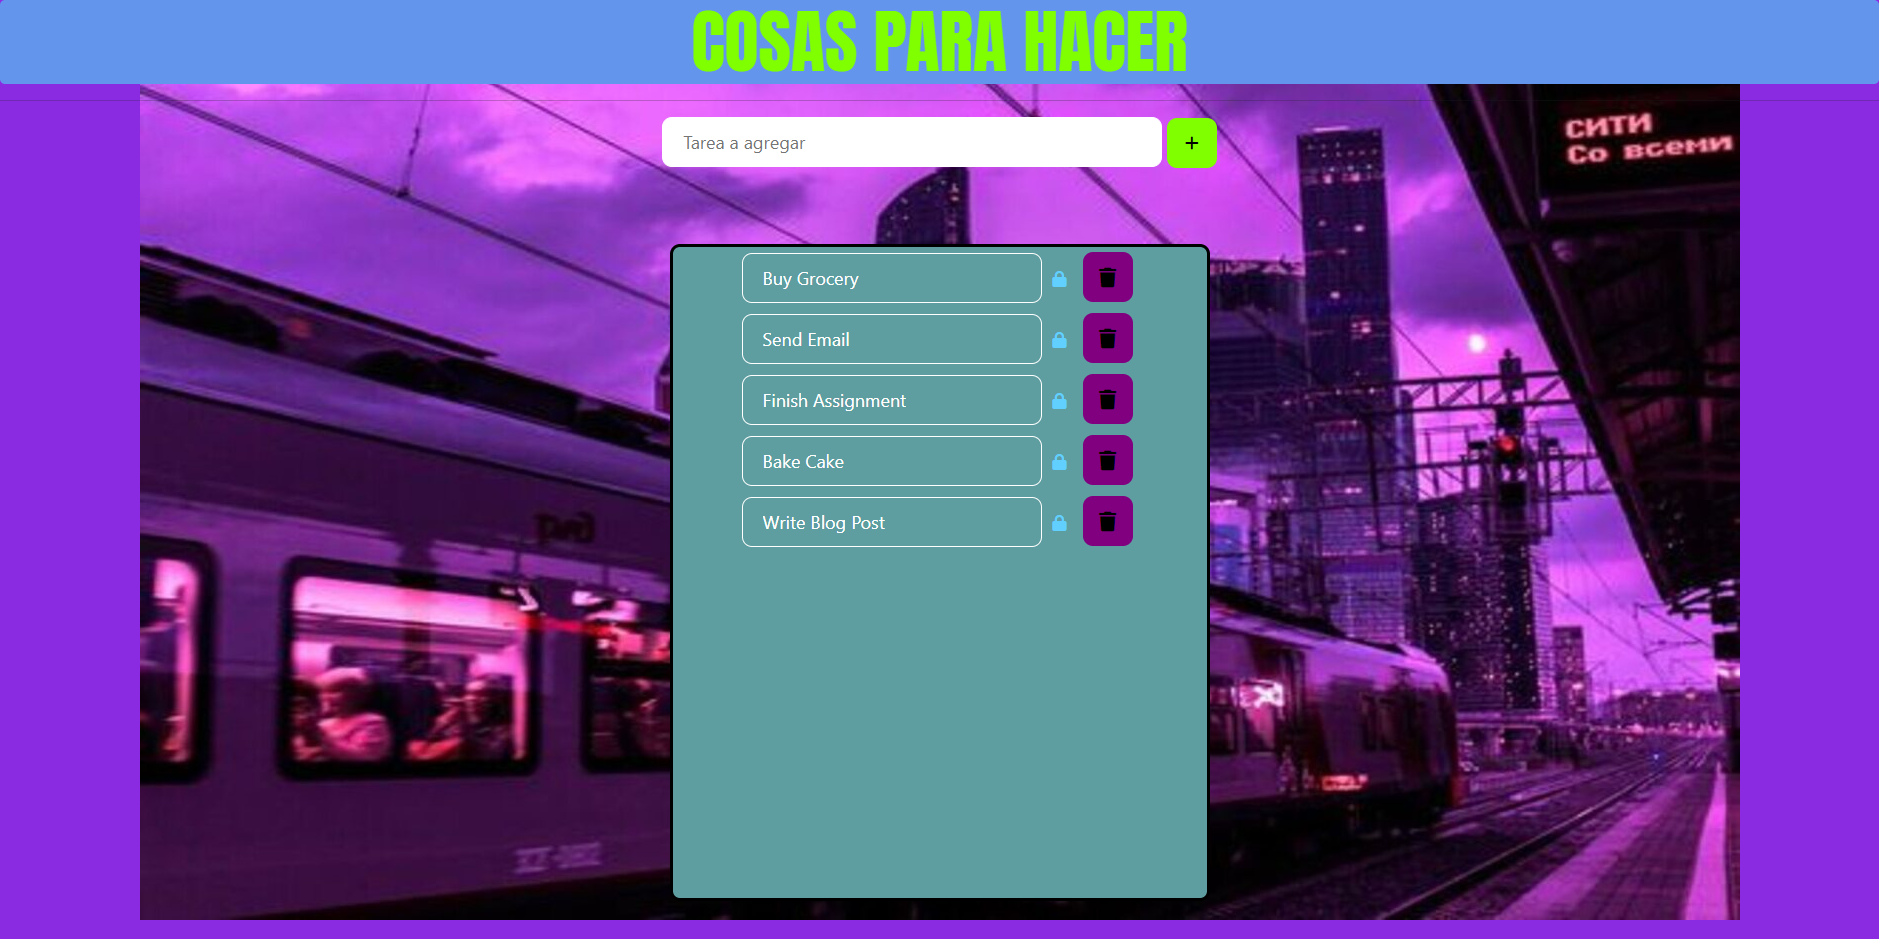 COSAS PARA HACER
СИТИ
Со всеми
Tarea a agregar
Buy Grocery
Send Email
Finish Assignment
Bake Cake
Write Blog Post